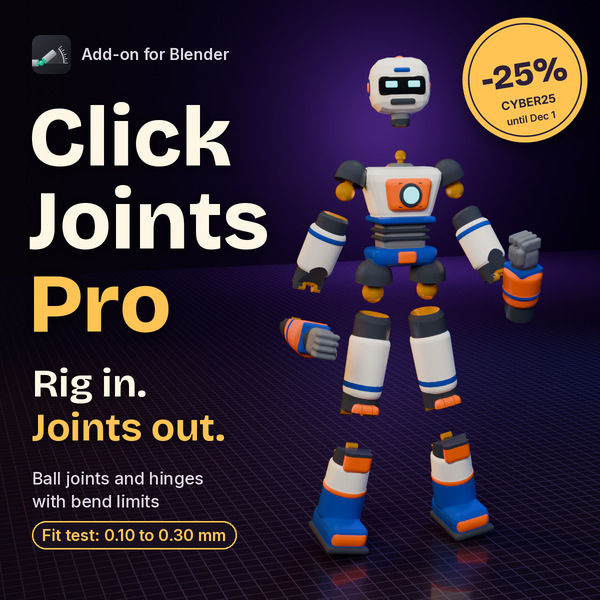 Add-on for Blender
-25%
CYBER25
until Dec 1
Click
Joints
Pro
Rig in.
Joints out.
Ball joints and hinges
with bend limits
Fit test: 0.10 to 0.30 mm